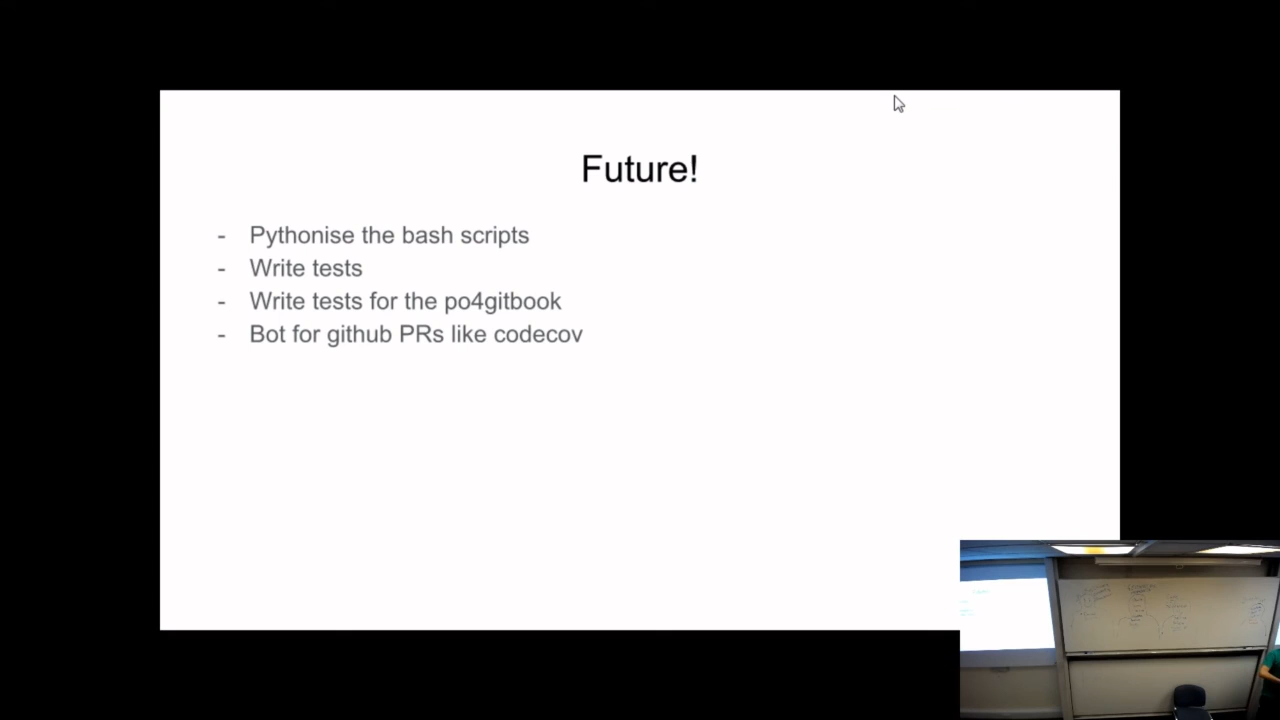 Future!
- Pythonise the bash scripts
- Write tests
- Write tests for the po4gitbook
- Bot for github PRs like codecov